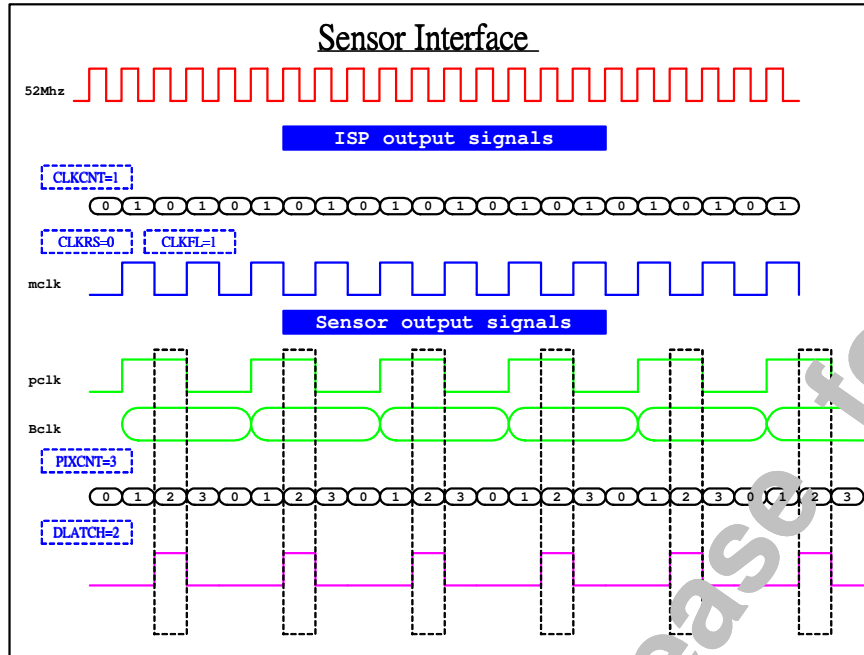 Sensor Interface
52Mhz
ISP output signals
CLKCNT=1
0 1 0 1 0 1 0 1 0 1 0 1 0 1 0 1 0 1 0 1 0 1
CLKRS=0 CLKFL=1
mclk
Sensor output signals
pclk
Bclk
PIXCNT=3
0 1 2 3 0 1 2 3 0 1 2 3 0 1 2 3 0 1 2 3 0 1 2 3
DLATCH=2